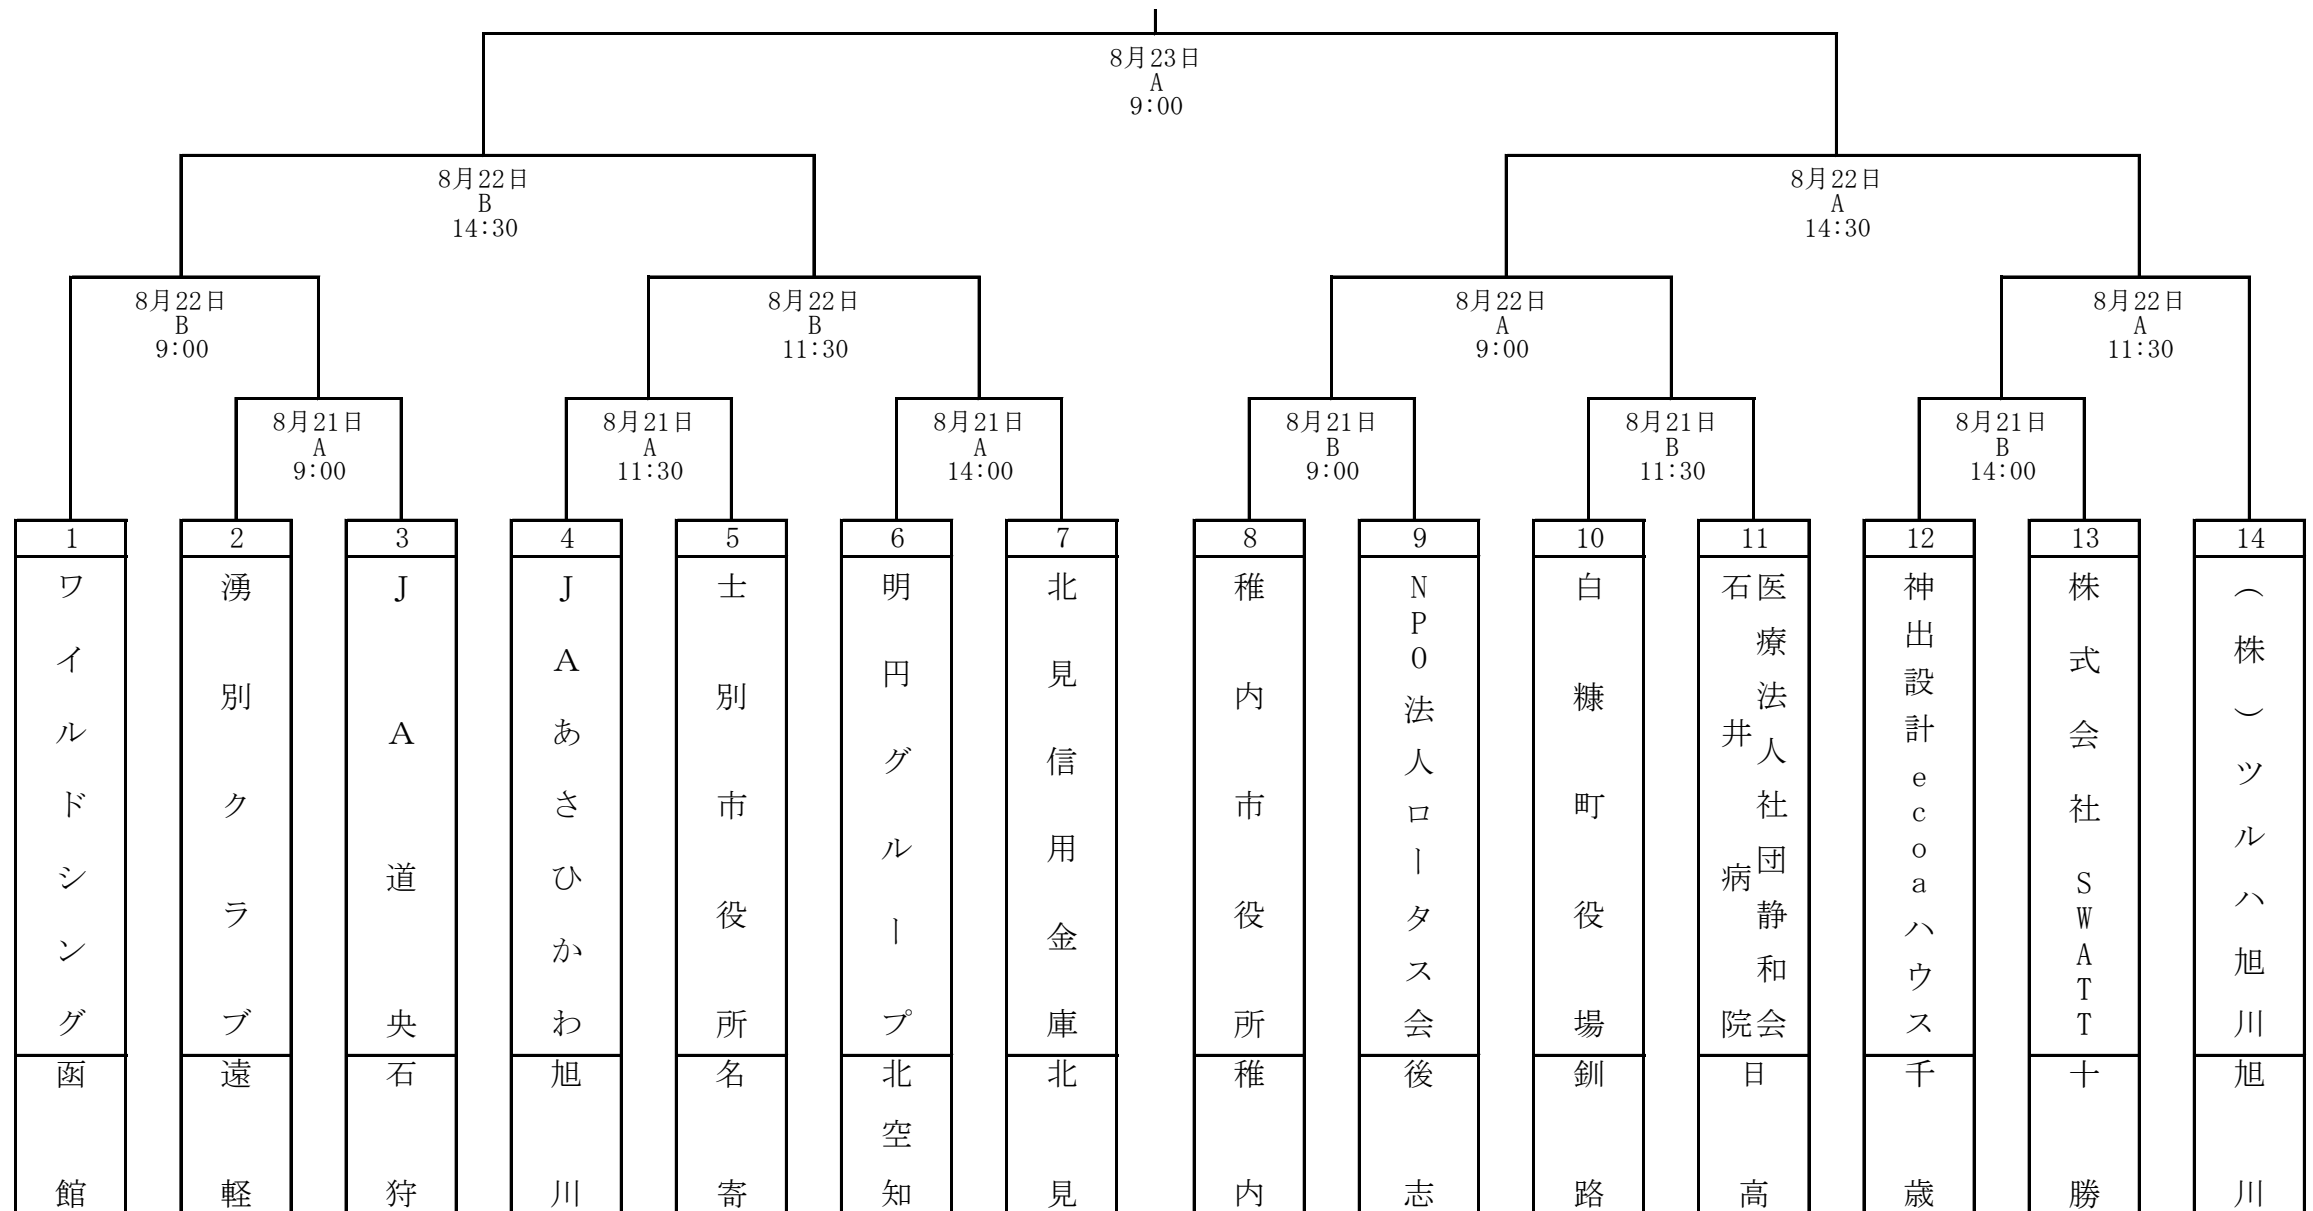 8月23日
A
9:00
8月22日
B
14:30
8月22日
A
14:30
8月22日
B
9:00
8月22日
B
11:30
8月22日
A
9:00
8月22日
A
11:30
8月21日
A
9:00
8月21日
A
11:30
8月21日
A
14:00
8月21日
B
9:00
8月21日
B
11:30
8月21日
B
14:00
1
ワイルドシング
函館
2
湧別クラブ
遠軽
3
JA道央
石狩
4
JAあさひかわ
旭川
5
士別市役所
名寄
6
明円グループ
北空知
7
北見信用金庫
北見
8
稚内市役所
稚内
9
NPO法人ロータス会
後志
10
白糠町役場
釧路
11
医療法人社団静和会
石井病院
日高
12
神出設計ecoaハウス
千歳
13
株式会社SWATT
十勝
14
(株)ツルハ旭川
旭川